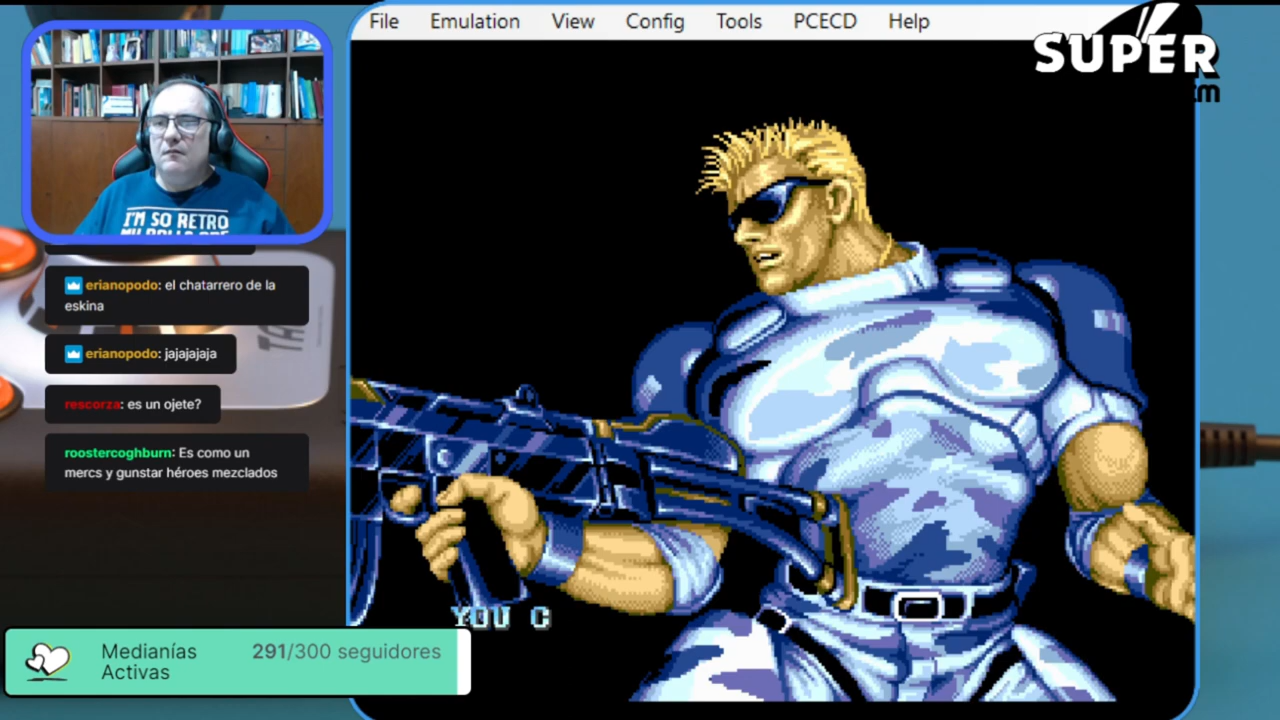 File Emulation View Config Tools PCECD Help
SUPER
I'M SO RETRO
erianopodo: el chatarrero de la
eskina
erianopodo: jajajajaja
rescorza: es un ojete?
roostercoghburn: Es como un
mercs y gunstar héroes mezclados
YOU C
Medianías
Activas
291/300 seguidores